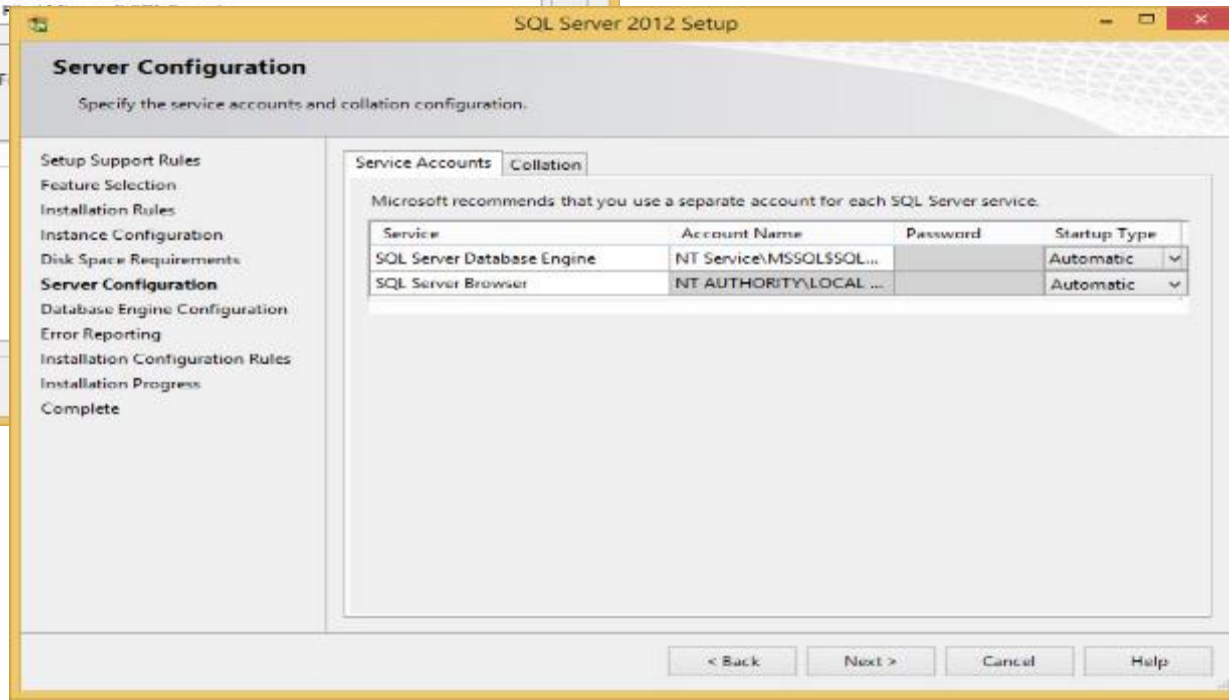 SQL Server 2012 Setup
Server Configuration
Specify the service accounts and collation configuration.
Setup Support Rules
Feature Selection
Installation Rules
Instance Configuration
Disk Space Requirements
Server Configuration
Database Engine Configuration
Error Reporting
Installation Configuration Rules
Installation Progress
Complete
Service Accounts Collation
Microsoft recommends that you use a separate account for each SQL Server service.
Service Account Name Password Startup Type
SQL Server Database Engine NT Service\MSSQL$SQL... Automatic
SQL Server Browser NT AUTHORITY\LOCAL ... Automatic
< Back Next > Cancel Help